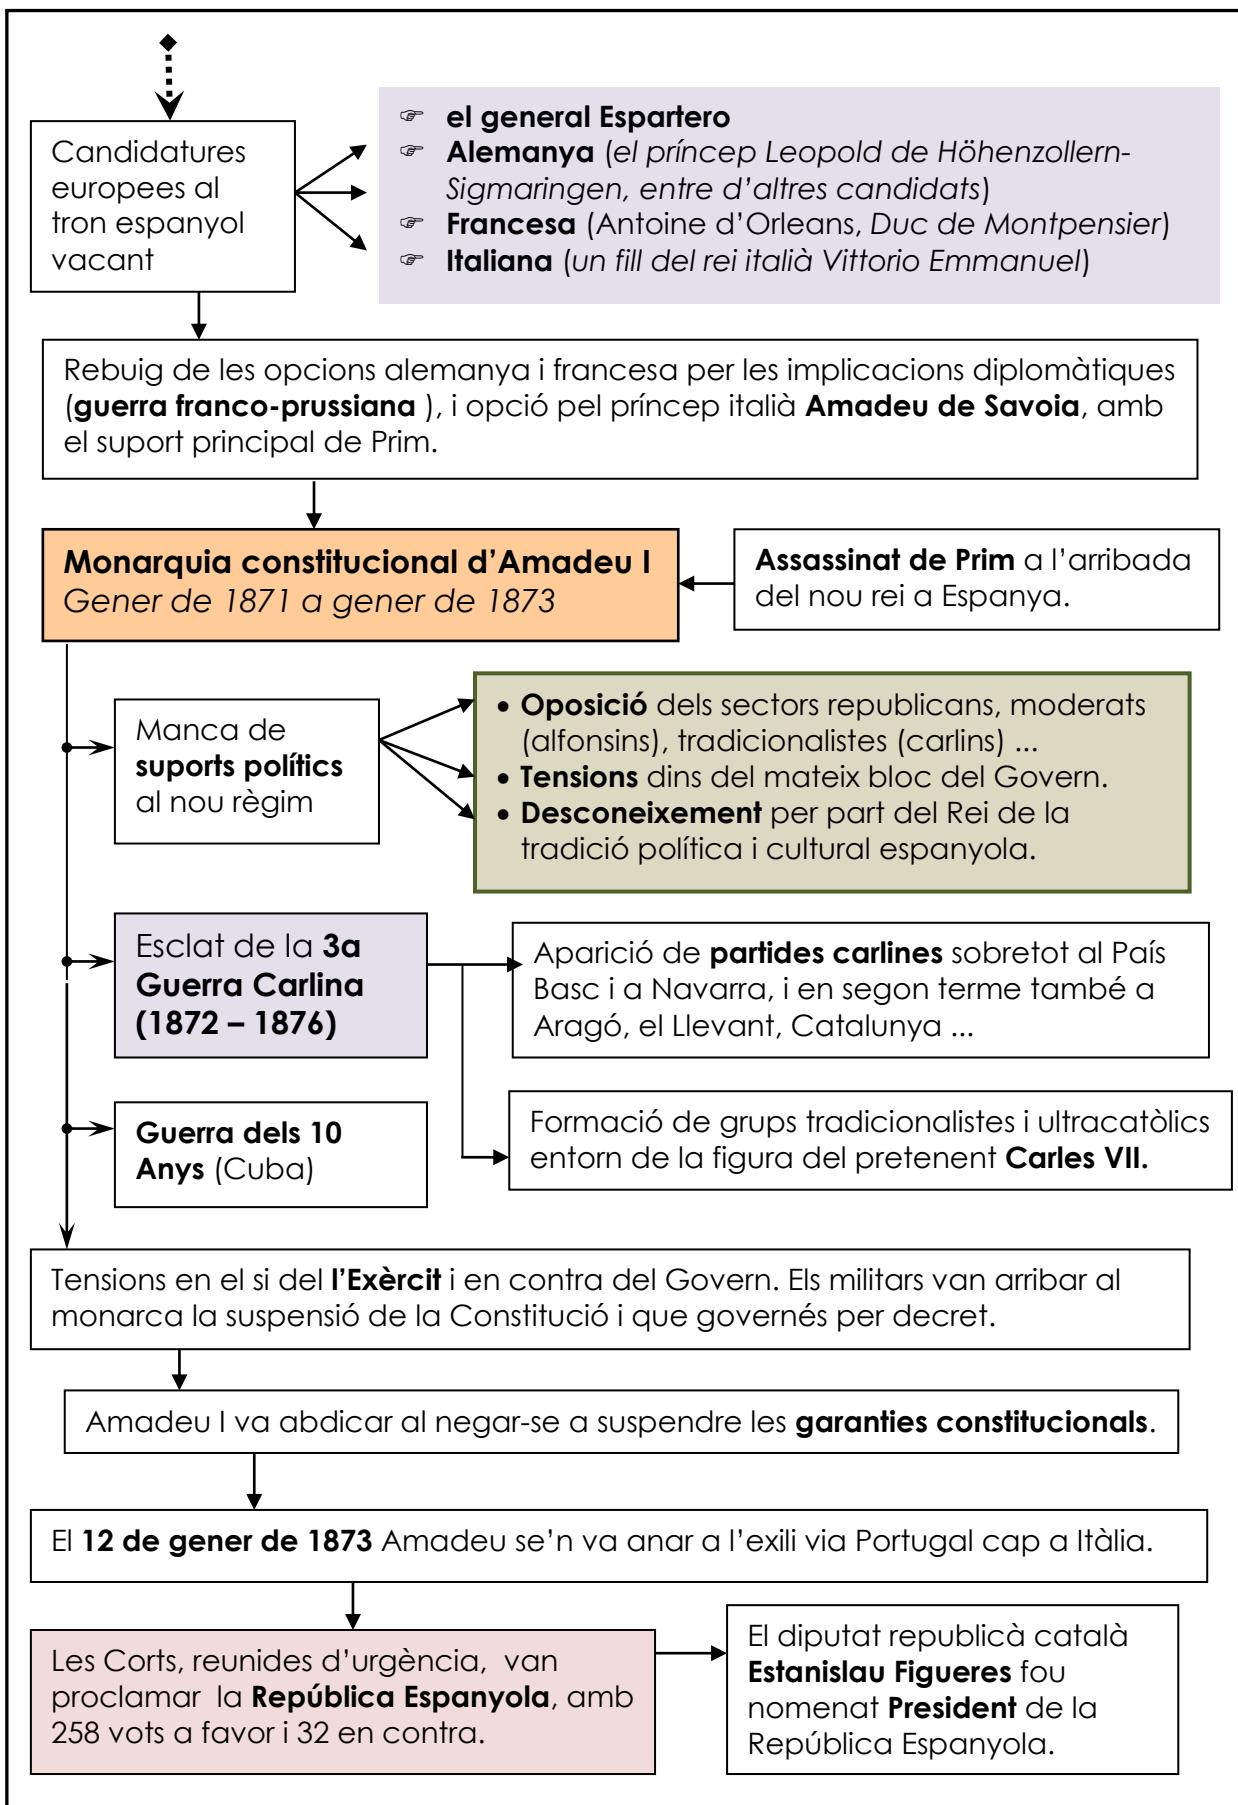 Candidatures
europees al
tron espanyol
vacant
☞ el general Espartero
☞ Alemanya (el príncep Leopold de Höhenzollern-
Sigmaringen, entre d’altres candidats)
☞ Francesa (Antoine d’Orleans, Duc de Montpensier)
☞ Italiana (un fill del rei italià Vittorio Emmanuel)
Rebuig de les opcions alemanya i francesa per les implicacions diplomàtiques
(guerra franco-prussiana ), i opció pel príncep italià Amadeu de Savoia, amb
el suport principal de Prim.
Monarquia constitucional d’Amadeu I
Gener de 1871 a gener de 1873
Assassinat de Prim a l’arribada
del nou rei a Espanya.
Manca de
suports polítics
al nou règim
• Oposició dels sectors republicans, moderats
(alfonsins), tradicionalistes (carlins) ...
• Tensions dins del mateix bloc del Govern.
• Desconeixement per part del Rei de la
tradició política i cultural espanyola.
Esclat de la 3a
Guerra Carlina
(1872 – 1876)
Aparició de partides carlines sobretot al País
Basc i a Navarra, i en segon terme també a
Aragó, el Llevant, Catalunya ...
Formació de grups tradicionalistes i ultracatòlics
entorn de la figura del pretenent Carles VII.
Guerra dels 10
Anys (Cuba)
Tensions en el si del l’Exèrcit i en contra del Govern. Els militars van arribar al
monarca la suspensió de la Constitució i que governés per decret.
Amadeu I va abdicar al negar-se a suspendre les garanties constitucionals.
El 12 de gener de 1873 Amadeu se’n va anar a l’exili via Portugal cap a Itàlia.
Les Corts, reunides d’urgència, van
proclamar la República Espanyola, amb
258 vots a favor i 32 en contra.
El diputat republicà català
Estanislau Figueres fou
nomenat President de la
República Espanyola.